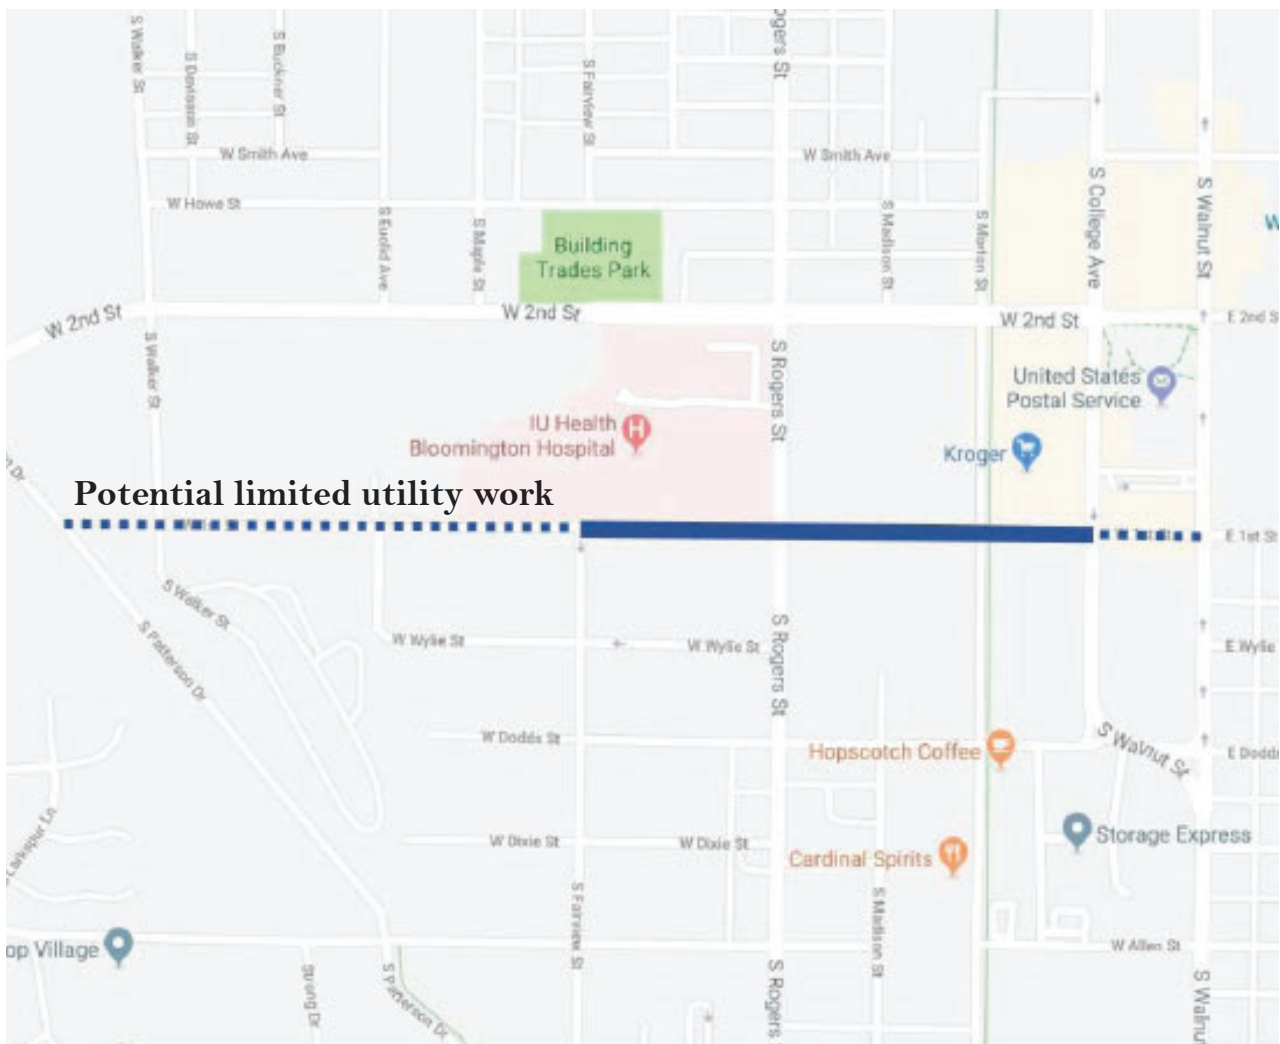 S Walker St
S Davisson St
S Buckner St
S Fairview St
ogers St
W Smith Ave
W Smith Ave
W Howe St
S Euclid Ave
S Maple St
Building
Trades Park
S Madison St
S Morton St
S College Ave
S Walnut St
W
W 2nd St
W 2nd St
W 2nd St
E 2nd S
S Walker St
S Rogers St
United States
Postal Service
IU Health
Bloomington Hospital
Kroger
n Dr
Potential limited utility work
E 1st St
S Walker St
S Patterson Dr
W Wylie St
W Wylie St
S Rogers St
E Wylie
W Dodds St
Hopscotch Coffee
S Walnut St
E Dodds
Larkspur Ln
W Dixie St
W Dixie St
Cardinal Spirits
Storage Express
S Fairview St
S Madison St
op Village
W Allen St
Strong Dr
S Patterson Dr
S Rogers
S Walnut